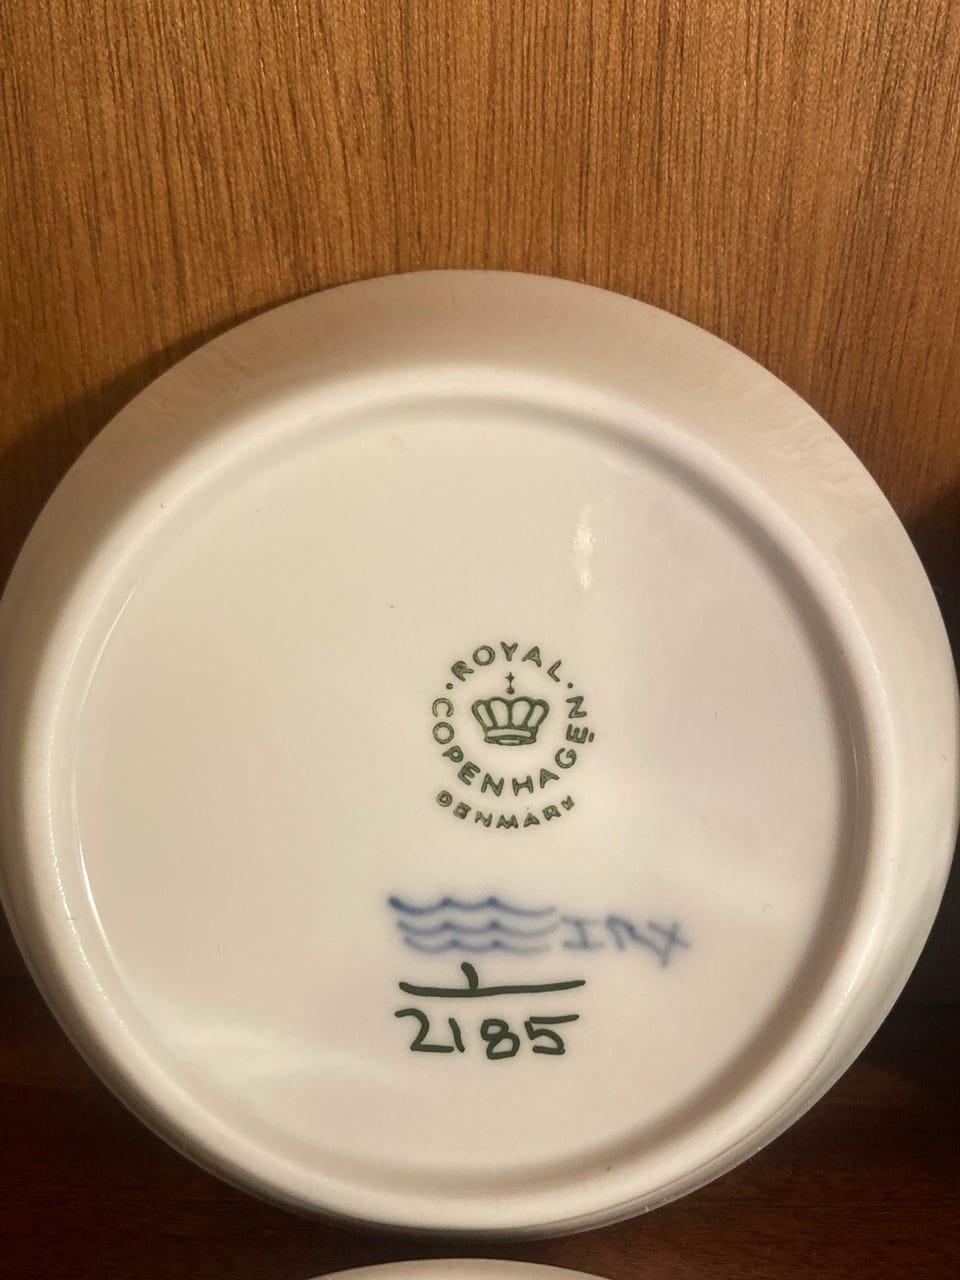 ROYAL
COPENHAGEN
DENMARK
1
2185